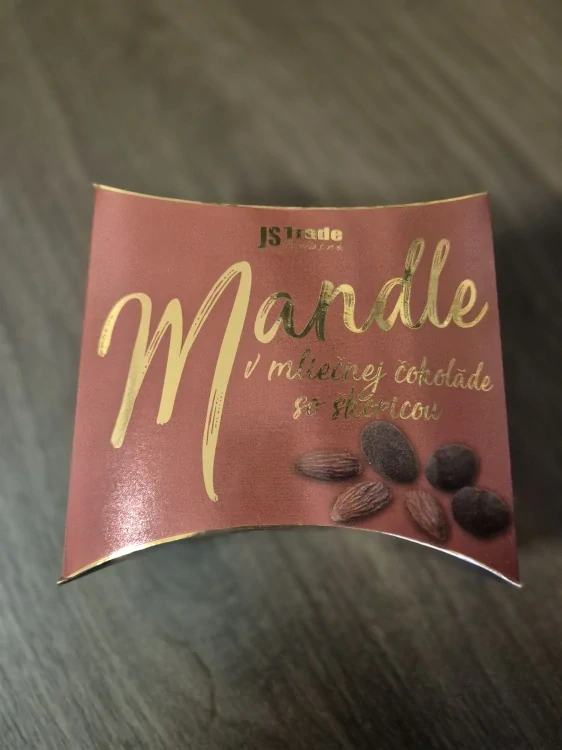 JS Trade
Mandle
v mliečnej čokoláde
so škoricou